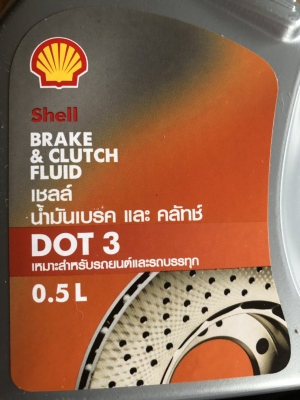 Shell
BRAKE
& CLUTCH
FLUID
เชลล์
น้ำมันเบรค และ คลัทช์
DOT 3
เหมาะสำหรับรถยนต์และรถบรรทุก
0.5 L